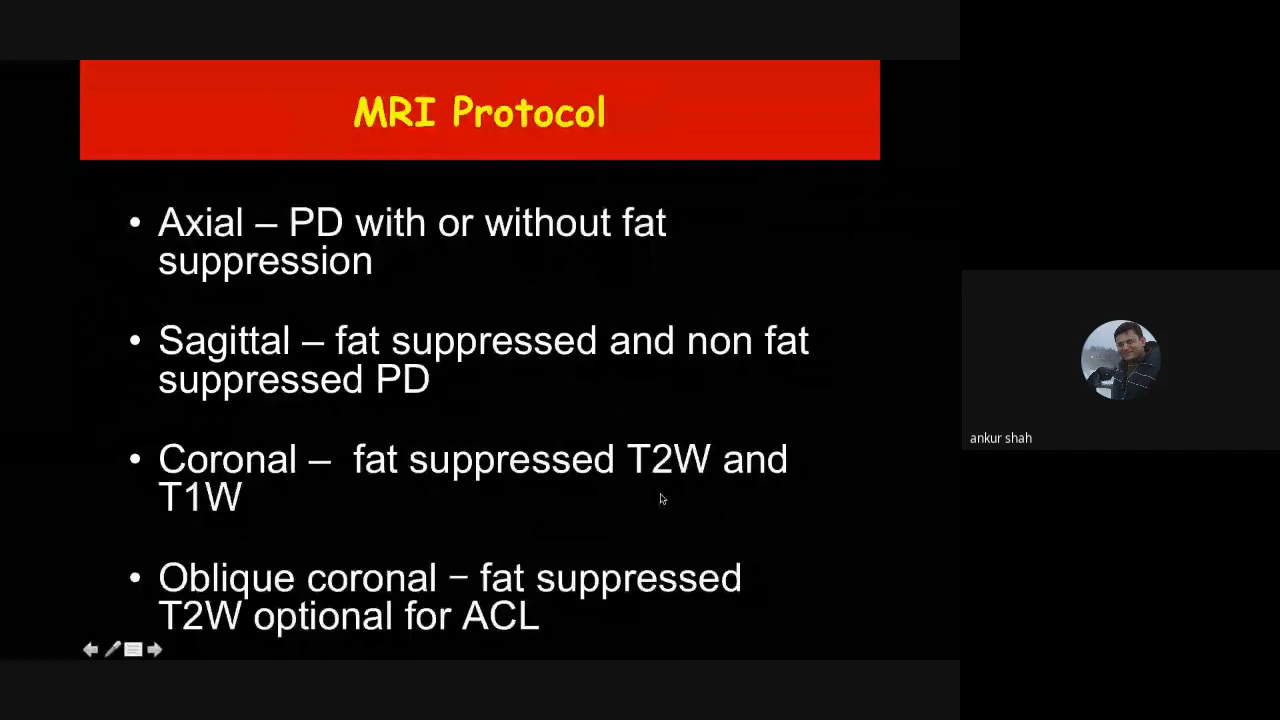 MRI Protocol
• Axial – PD with or without fat
suppression
• Sagittal – fat suppressed and non fat
suppressed PD
• Coronal –  fat suppressed T2W and
T1W
• Oblique coronal – fat suppressed
T2W optional for ACL
ankur shah